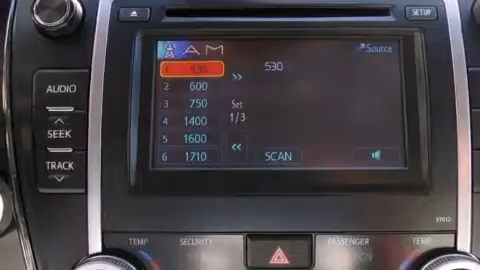 SETUP
AM
Source
1 530
530
2 600
3 750
Set
1/3
4 1400
5 1600
6 1710
SCAN
AUDIO
SEEK
TRACK
TEMP
SECURITY
PASSENGER
TEMP